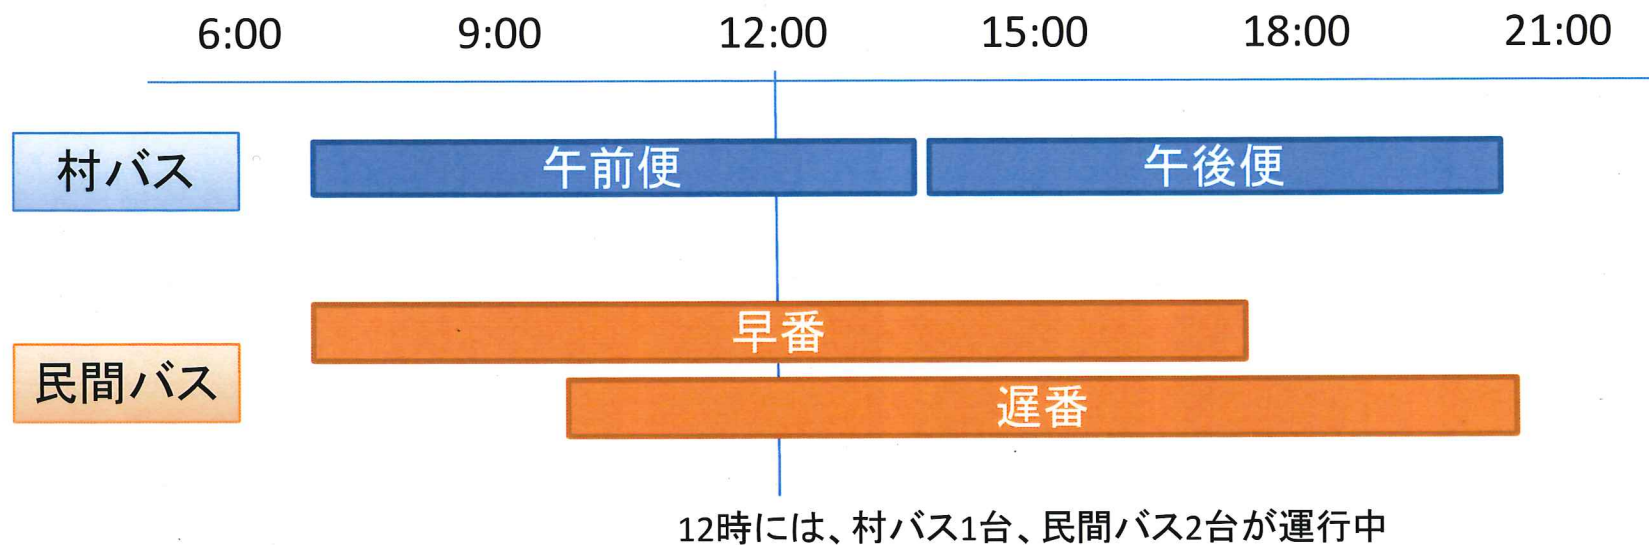 6:00 9:00 12:00 15:00 18:00 21:00
村バス 午前便 午後便
早番
民間バス
遅番
12時には、村バス1台、民間バス2台が運行中